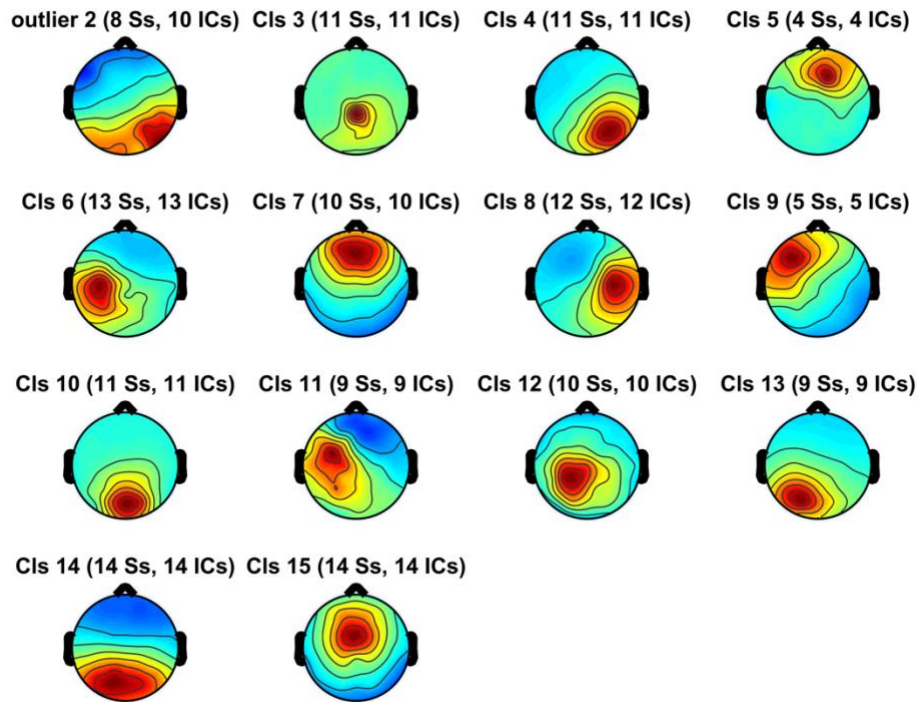 outlier 2 (8 Ss, 10 ICs) Cls 3 (11 Ss, 11 ICs) Cls 4 (11 Ss, 11 ICs) Cls 5 (4 Ss, 4 ICs)
Cls 6 (13 Ss, 13 ICs) Cls 7 (10 Ss, 10 ICs) Cls 8 (12 Ss, 12 ICs) Cls 9 (5 Ss, 5 ICs)
Cls 10 (11 Ss, 11 ICs) Cls 11 (9 Ss, 9 ICs) Cls 12 (10 Ss, 10 ICs) Cls 13 (9 Ss, 9 ICs)
Cls 14 (14 Ss, 14 ICs) Cls 15 (14 Ss, 14 ICs)